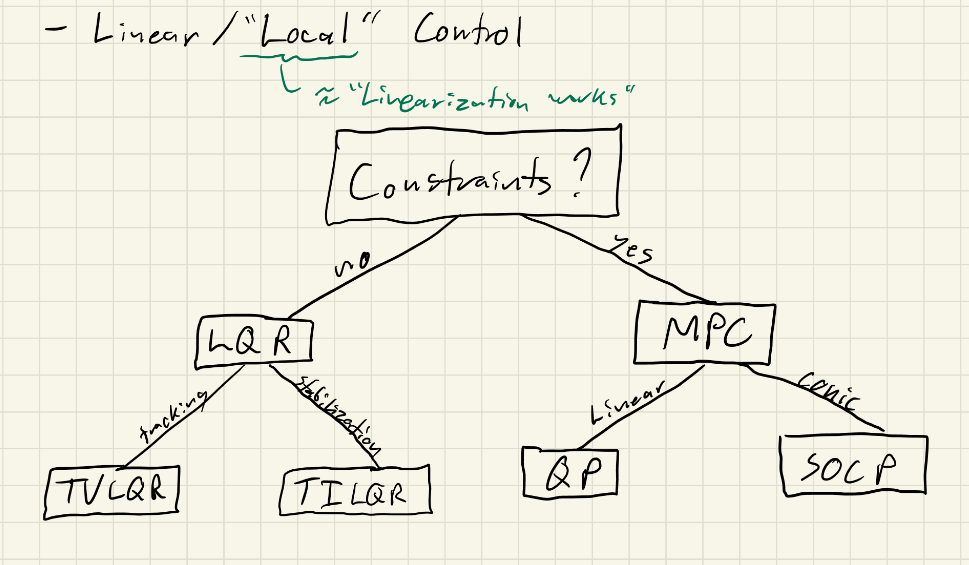 - Linear / "Local" Control
≈ "Linearization works"
Constraints?
no
yes
LQR
MPC
tracking
stabilization
Linear
conic
TVLQR
TILQR
QP
SOCP